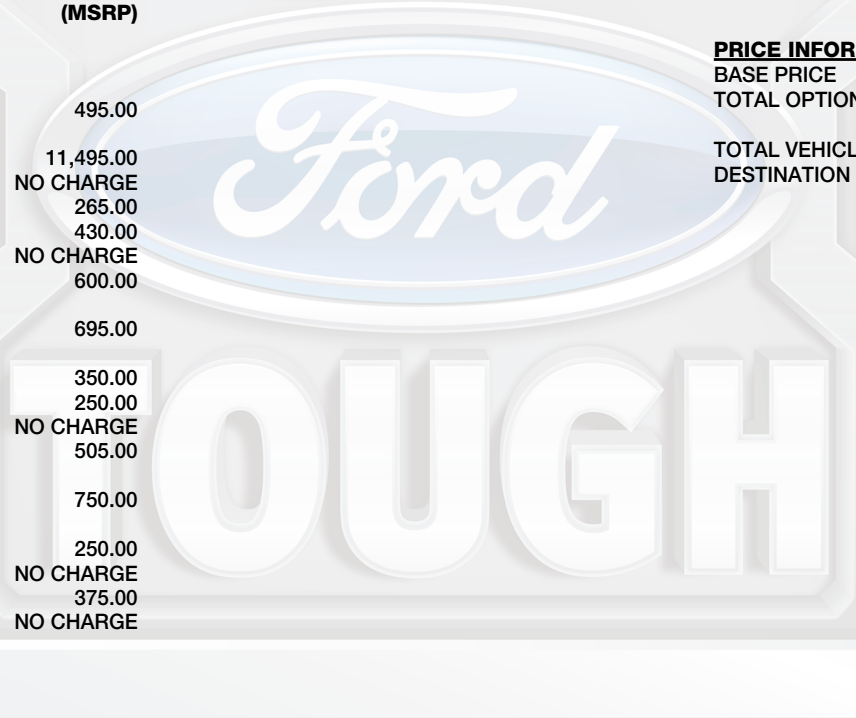 (MSRP)
495.00
11,495.00
NO CHARGE
265.00
430.00
NO CHARGE
600.00
695.00
350.00
250.00
NO CHARGE
505.00
750.00
250.00
NO CHARGE
375.00
NO CHARGE
PRICE INFOR
BASE PRICE
TOTAL OPTION
TOTAL VEHICL
DESTINATION
Ford
TOUGH